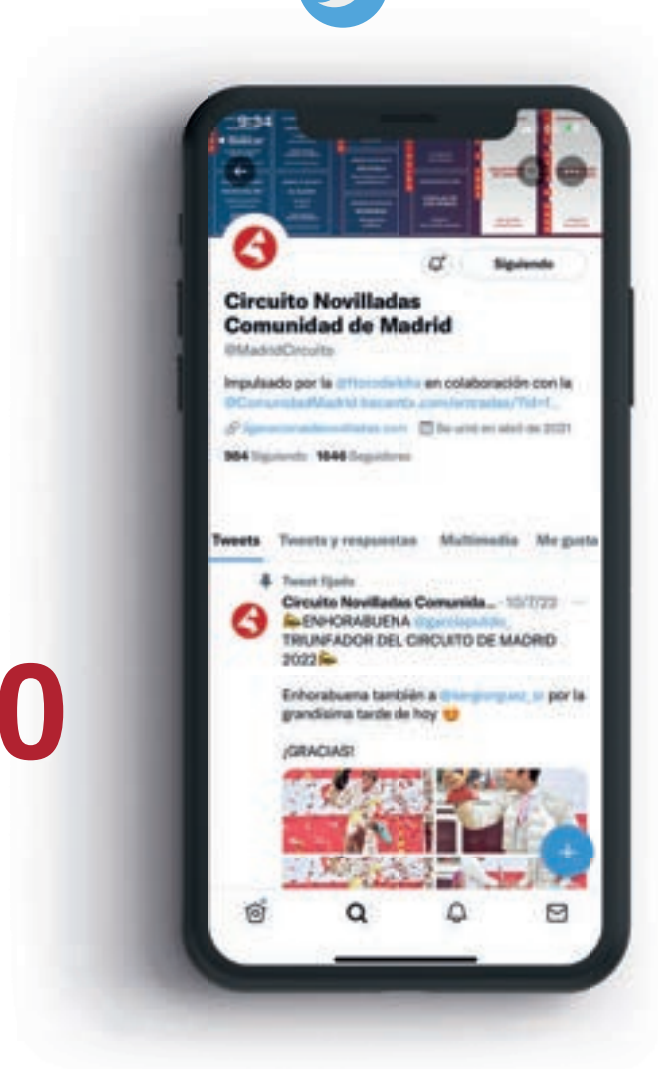 9:34
Siguiendo
Circuito Novilladas
Comunidad de Madrid
@MadridCircuito
Impulsado por la en colaboración con la
@ComunidadMadrid
Se unió en abril de 2021
984 Siguiendo 1646 Seguidores
Tweets Tweets y respuestas Multimedia Me gusta
Tweet fijado
Circuito Novilladas Comunida... · 10/7/22
ENHORABUENA
TRIUNFADOR DEL CIRCUITO DE MADRID
2022
Enhorabuena también a por la
grandísima tarde de hoy
¡GRACIAS!
0